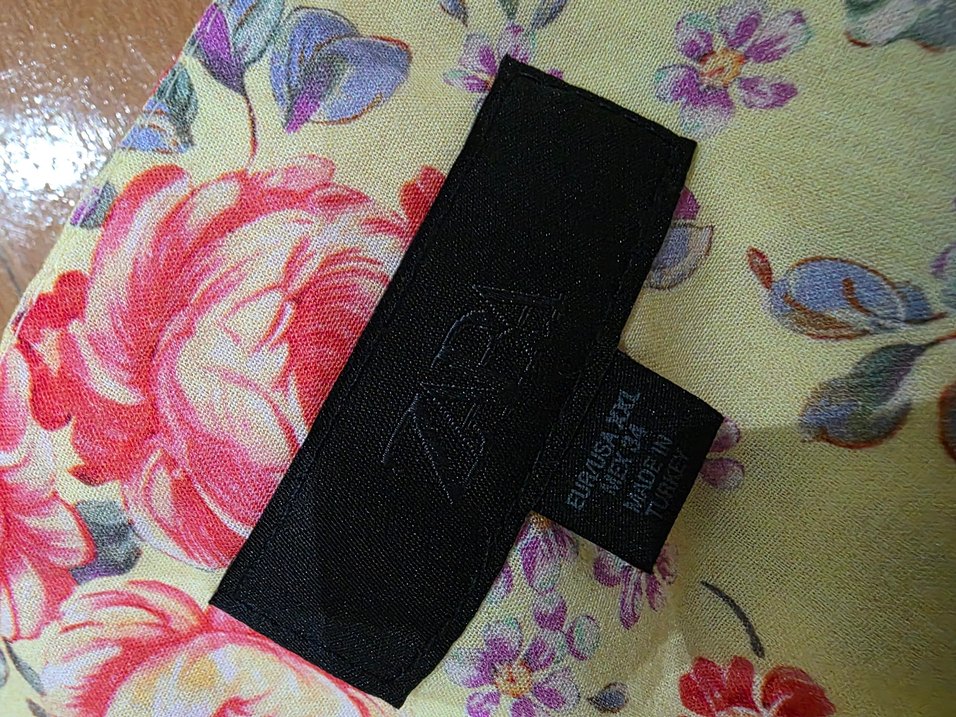 ZARA
EUR/USA XXL
MEX 34
MADE IN
TURKEY